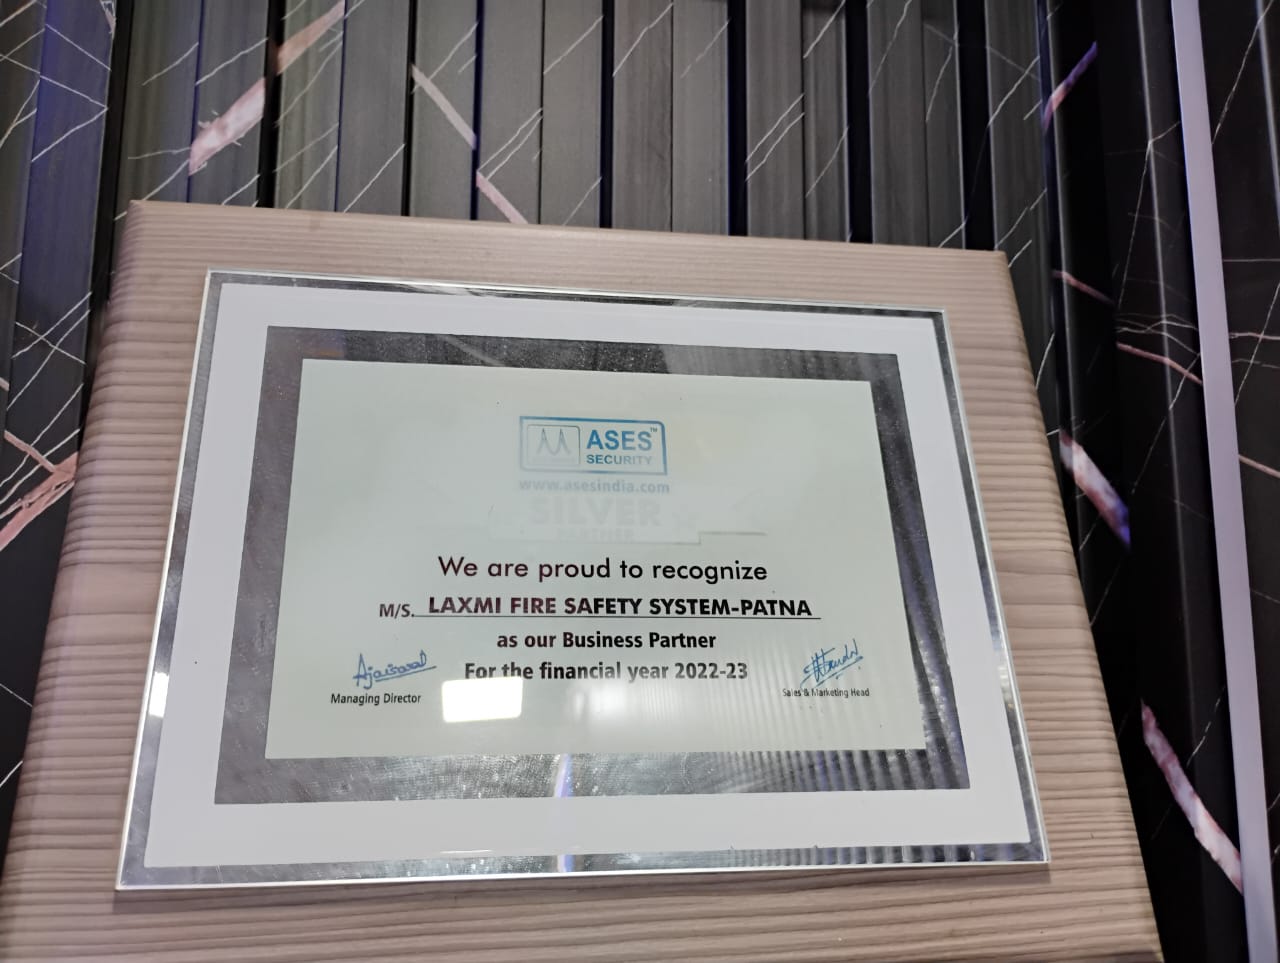 ASES™
SECURITY
www.asesindia.com
SILVER
PARTNER
We are proud to recognize
M/S. LAXMI FIRE SAFETY SYSTEM-PATNA
as our Business Partner
For the financial year 2022-23
Managing Director
Sales & Marketing Head